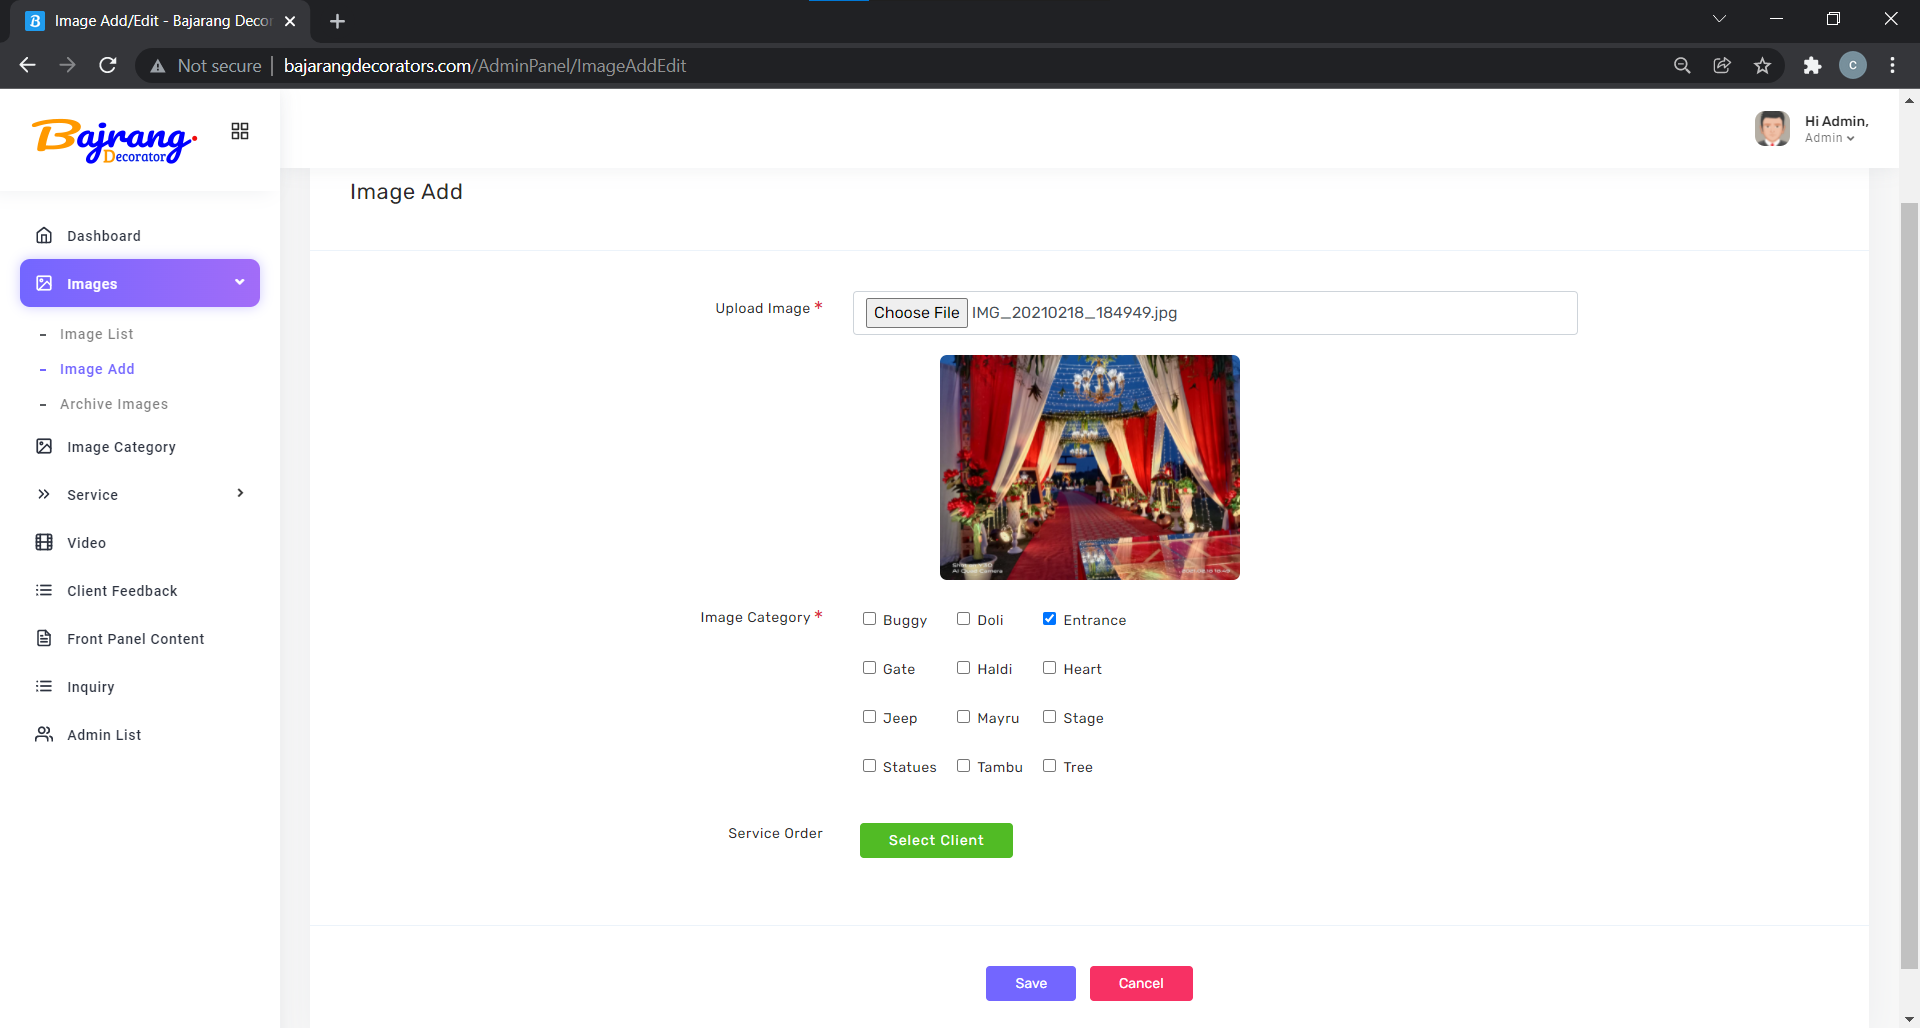 Image Add/Edit - Bajarang Decor
Not secure | bajarangdecorators.com/AdminPanel/ImageAddEdit
C
Bajrang
Decorator
Hi Admin,
Admin
Dashboard
Images
- Image List
- Image Add
- Archive Images
Image Category
Service
Video
Client Feedback
Front Panel Content
Inquiry
Admin List
Image Add
Upload Image *
Choose File IMG_20210218_184949.jpg
AI Quad Camera
Image Category *
Buggy Doli Entrance
Gate Haldi Heart
Jeep Mayru Stage
Statues Tambu Tree
Service Order
Select Client
Save Cancel